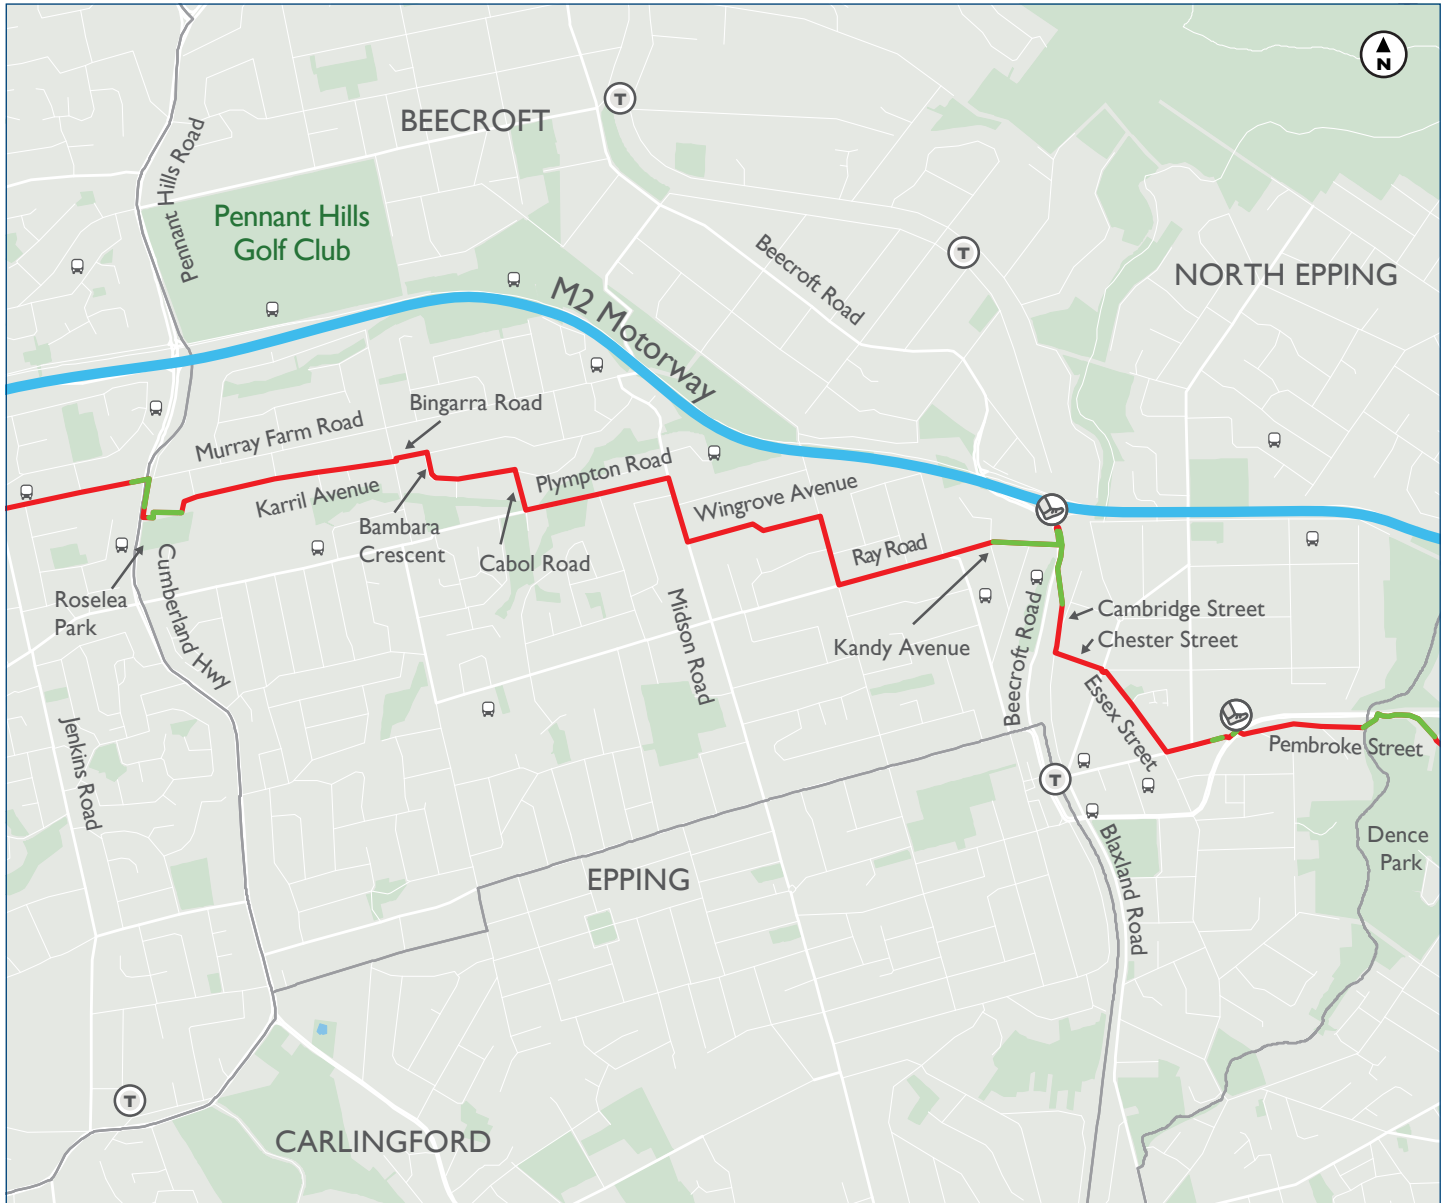 N
T
BEECROFT
Pennant Hills Road
Pennant Hills
Golf Club
Beecroft Road
T
NORTH EPPING
M2 Motorway
Bingarra Road
Murray Farm Road
Karril Avenue
Plympton Road
Wingrove Avenue
Bambara
Crescent
Cabol Road
Ray Road
Roselea
Park
Cumberland Hwy
Midson Road
Kandy Avenue
Beecroft Road
Cambridge Street
Chester Street
Essex Street
Pembroke Street
Jenkins Road
T
Dence
Park
Blaxland Road
EPPING
T
CARLINGFORD